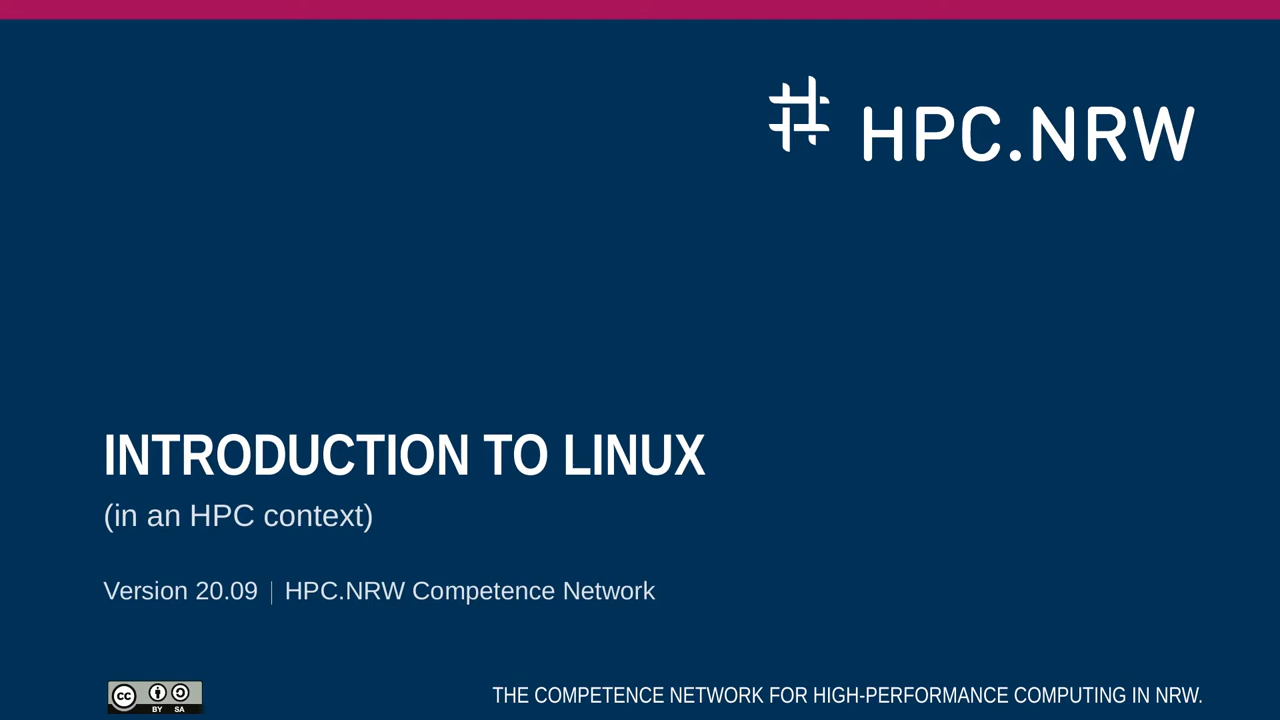 HPC.NRW
INTRODUCTION TO LINUX
(in an HPC context)
Version 20.09 | HPC.NRW Competence Network
cc BY SA
THE COMPETENCE NETWORK FOR HIGH-PERFORMANCE COMPUTING IN NRW.